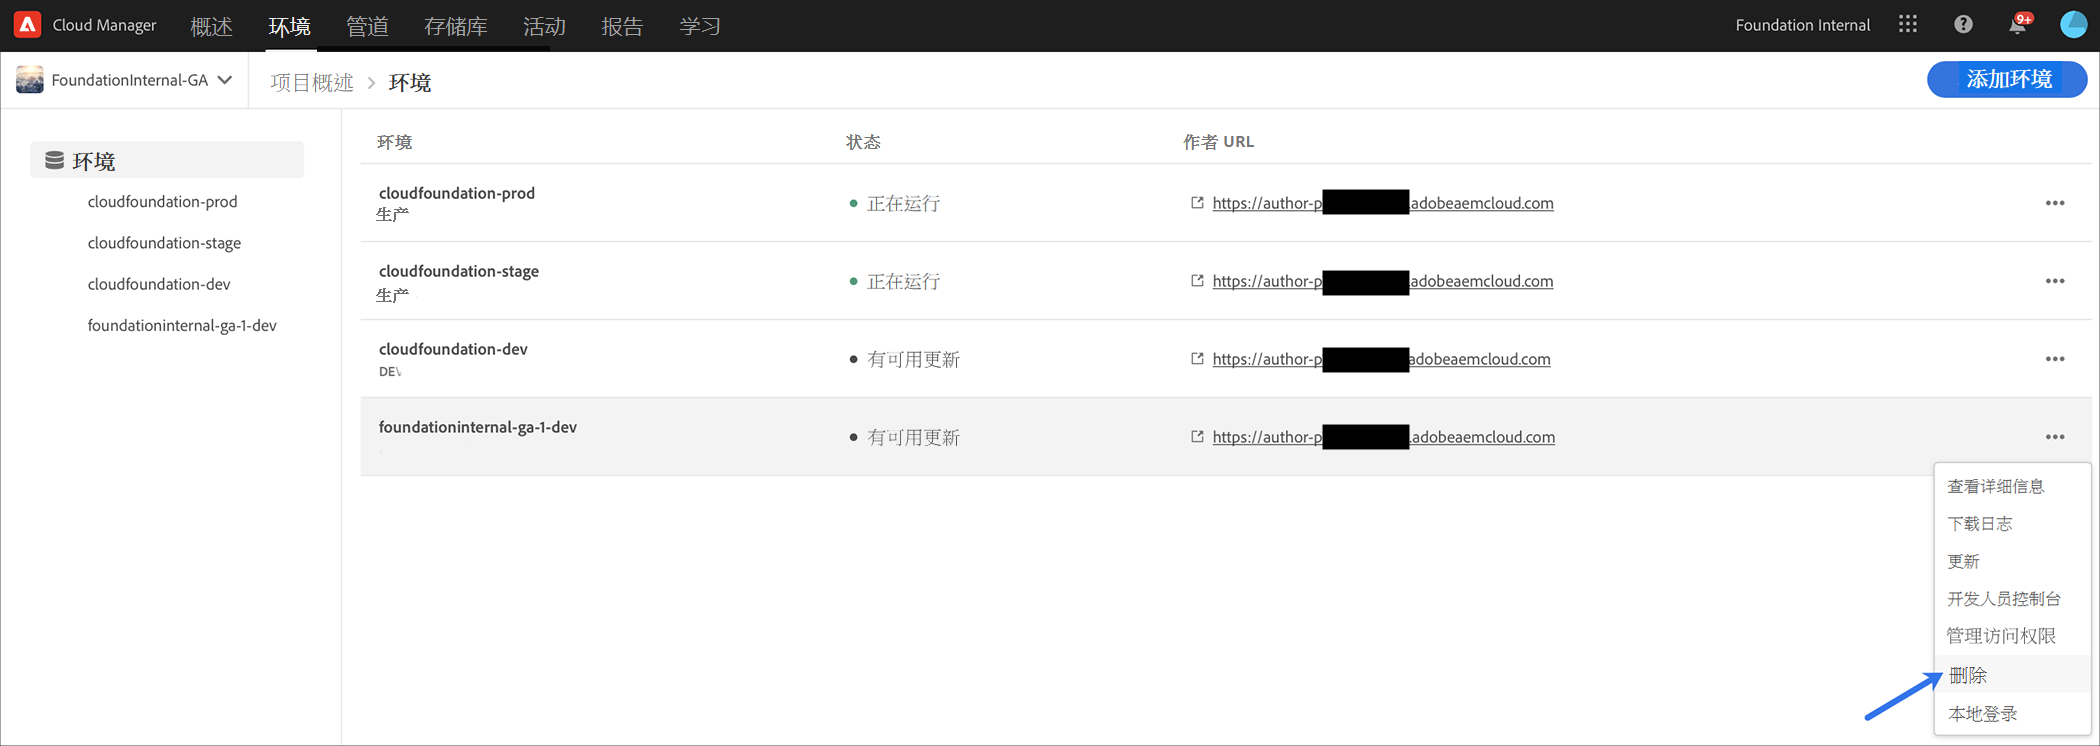 Cloud Manager 概述 环境 管道 存储库 活动 报告 学习 Foundation Internal 9+
FoundationInternal-GA 项目概述 > 环境 添加环境
环境
cloudfoundation-prod
cloudfoundation-stage
cloudfoundation-dev
foundationinternal-ga-1-dev
环境 状态 作者 URL
cloudfoundation-prod
生产
正在运行 https://author-p .adobeaemcloud.com
cloudfoundation-stage
生产
正在运行 https://author-p .adobeaemcloud.com
cloudfoundation-dev
DEV
有可用更新 https://author-p adobeaemcloud.com
foundationinternal-ga-1-dev
有可用更新 https://author-p .adobeaemcloud.com
查看详细信息
下载日志
更新
开发人员控制台
管理访问权限
删除
本地登录